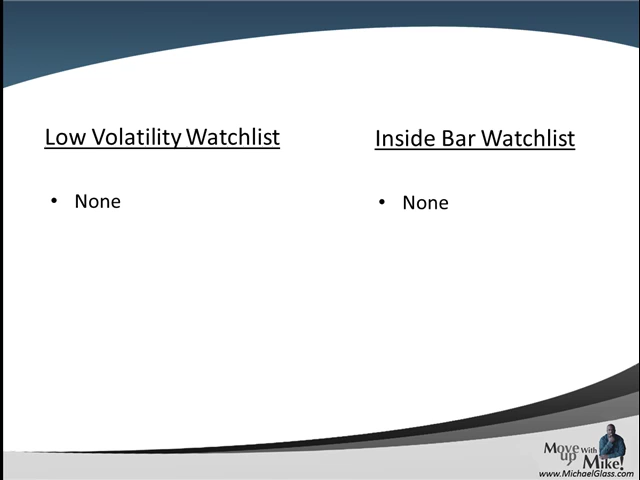 Low Volatility Watchlist
• None
Inside Bar Watchlist
• None
Move up With Mike!
www.MichaelGlass.com